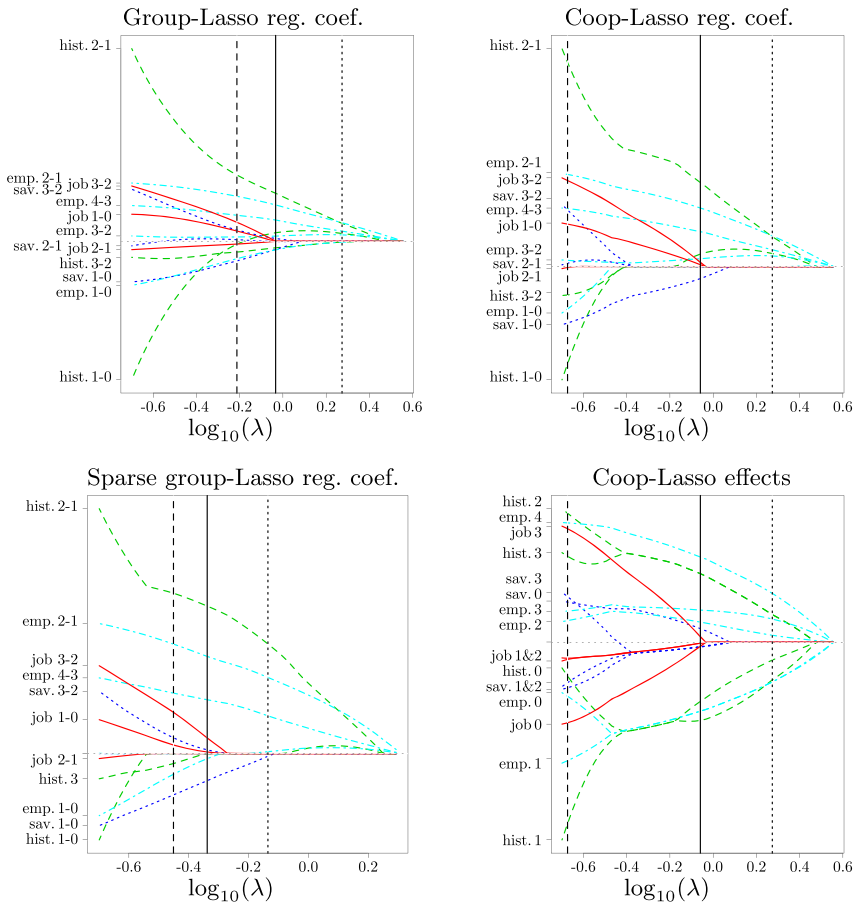 Group-Lasso reg. coef.
hist. 2-1
emp. 2-1
job 3-2
sav. 3-2
emp. 4-3
job 1-0
emp. 3-2
sav. 2-1
job 2-1
hist. 3-2
sav. 1-0
emp. 1-0
hist. 1-0
-0.6 -0.4 -0.2 0.0 0.2 0.4 0.6
log10(λ)
Coop-Lasso reg. coef.
hist. 2-1
emp. 2-1
job 3-2
sav. 3-2
emp. 4-3
job 1-0
emp. 3-2
sav. 2-1
job 2-1
hist. 3-2
emp. 1-0
sav. 1-0
hist. 1-0
-0.6 -0.4 -0.2 0.0 0.2 0.4 0.6
log10(λ)
Sparse group-Lasso reg. coef.
hist. 2-1
emp. 2-1
job 3-2
emp. 4-3
sav. 3-2
job 1-0
job 2-1
hist. 3
emp. 1-0
sav. 1-0
hist. 1-0
-0.6 -0.4 -0.2 0.0 0.2
log10(λ)
Coop-Lasso effects
hist. 2
emp. 4
job 3
hist. 3
sav. 3
sav. 0
emp. 3
emp. 2
job 1&2
hist. 0
sav. 1&2
emp. 0
job 0
emp. 1
hist. 1
-0.6 -0.4 -0.2 0.0 0.2 0.4 0.6
log10(λ)